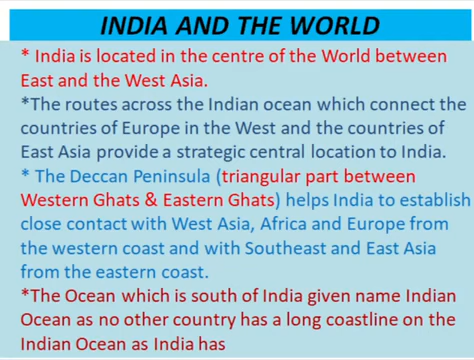 INDIA AND THE WORLD
* India is located in the centre of the World between
East and the West Asia.
*The routes across the Indian ocean which connect the
countries of Europe in the West and the countries of
East Asia provide a strategic central location to India.
* The Deccan Peninsula (triangular part between
Western Ghats & Eastern Ghats) helps India to establish
close contact with West Asia, Africa and Europe from
the western coast and with Southeast and East Asia
from the eastern coast.
*The Ocean which is south of India given name Indian
Ocean as no other country has a long coastline on the
Indian Ocean as India has